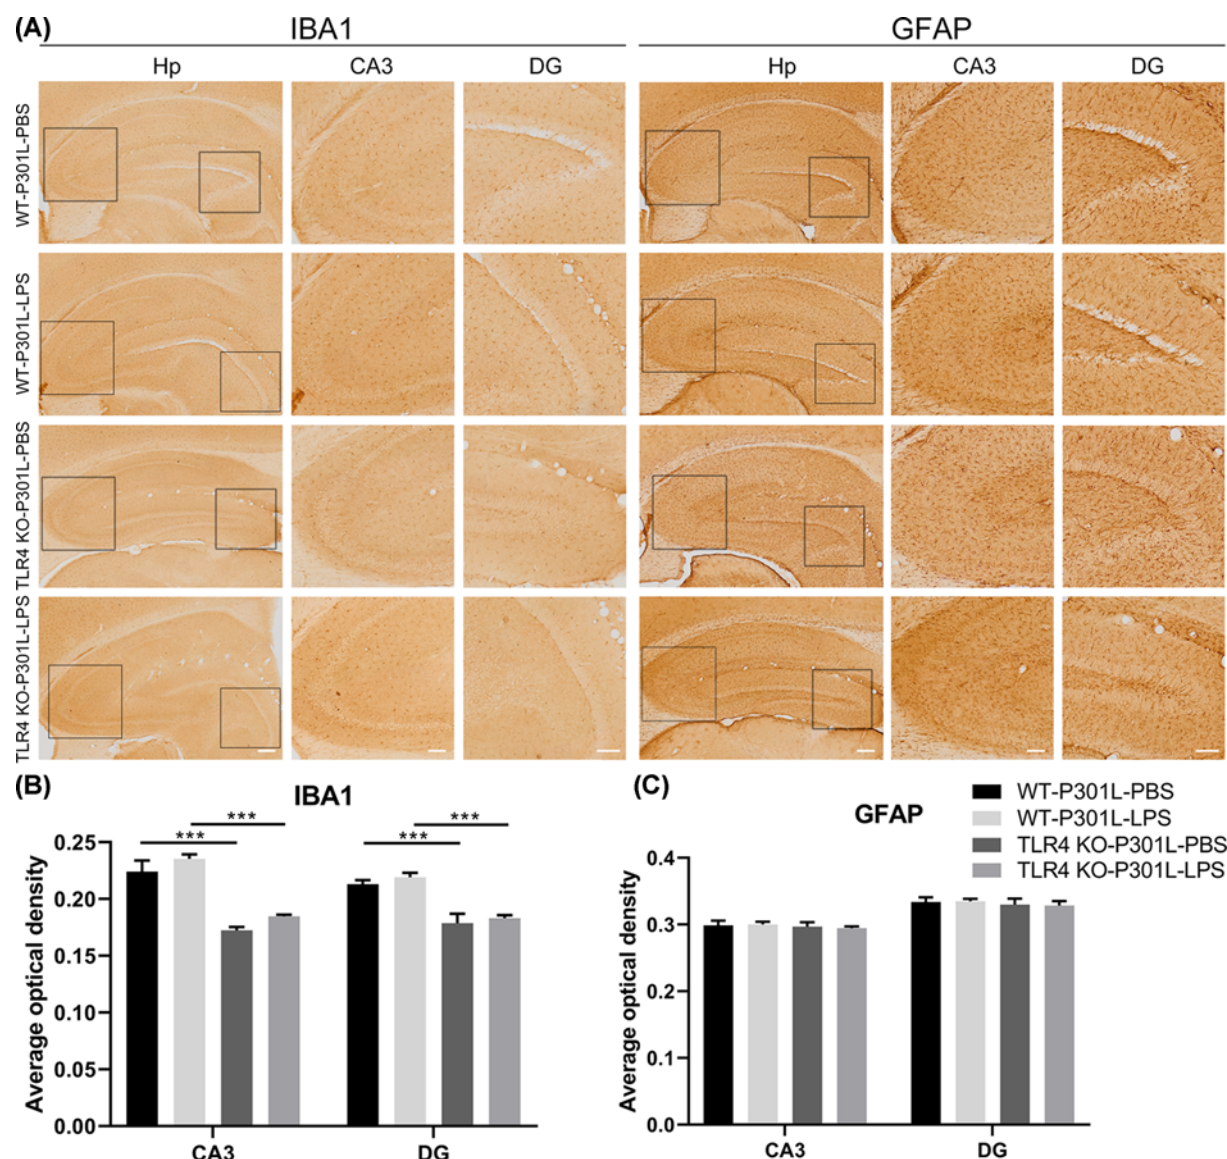 (A) IBA1 GFAP
Hp CA3 DG Hp CA3 DG
WT-P301L-PBS
WT-P301L-LPS
TLR4 KO-P301L-PBS
TLR4 KO-P301L-LPS
(B) IBA1
*** ***
*** ***
Average optical density
0.25
0.20
0.15
0.10
0.05
0.00
CA3 DG
(C) GFAP
WT-P301L-PBS
WT-P301L-LPS
TLR4 KO-P301L-PBS
TLR4 KO-P301L-LPS
Average optical density
0.4
0.3
0.2
0.1
0.0
CA3 DG